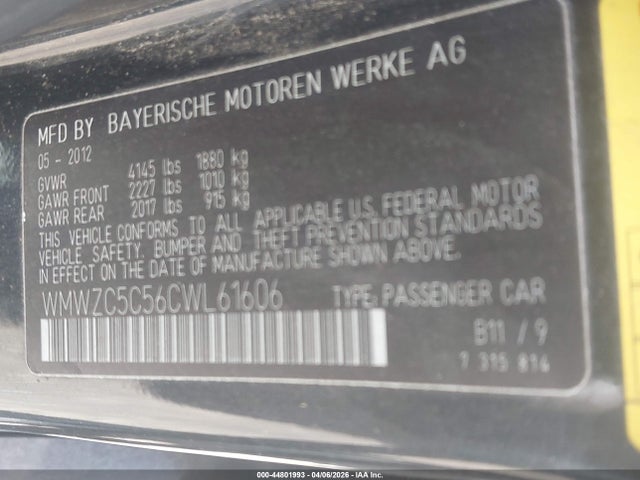 MFD BY BAYERISCHE MOTOREN WERKE AG
05 - 2012
GVWR 4145 lbs 1880 kg
GAWR FRONT 2227 lbs 1010 kg
GAWR REAR 2017 lbs 915 kg
THIS VEHICLE CONFORMS TO ALL APPLICABLE U.S. FEDERAL MOTOR
VEHICLE SAFETY, BUMPER AND THEFT PREVENTION STANDARDS
IN EFFECT ON THE DATE OF MANUFACTURE SHOWN ABOVE.
WMWZC5C56CWL61606 TYPE: PASSENGER CAR
B11 / 9
7 315 814
000-44801993 - 04/06/2026 - IAA Inc.